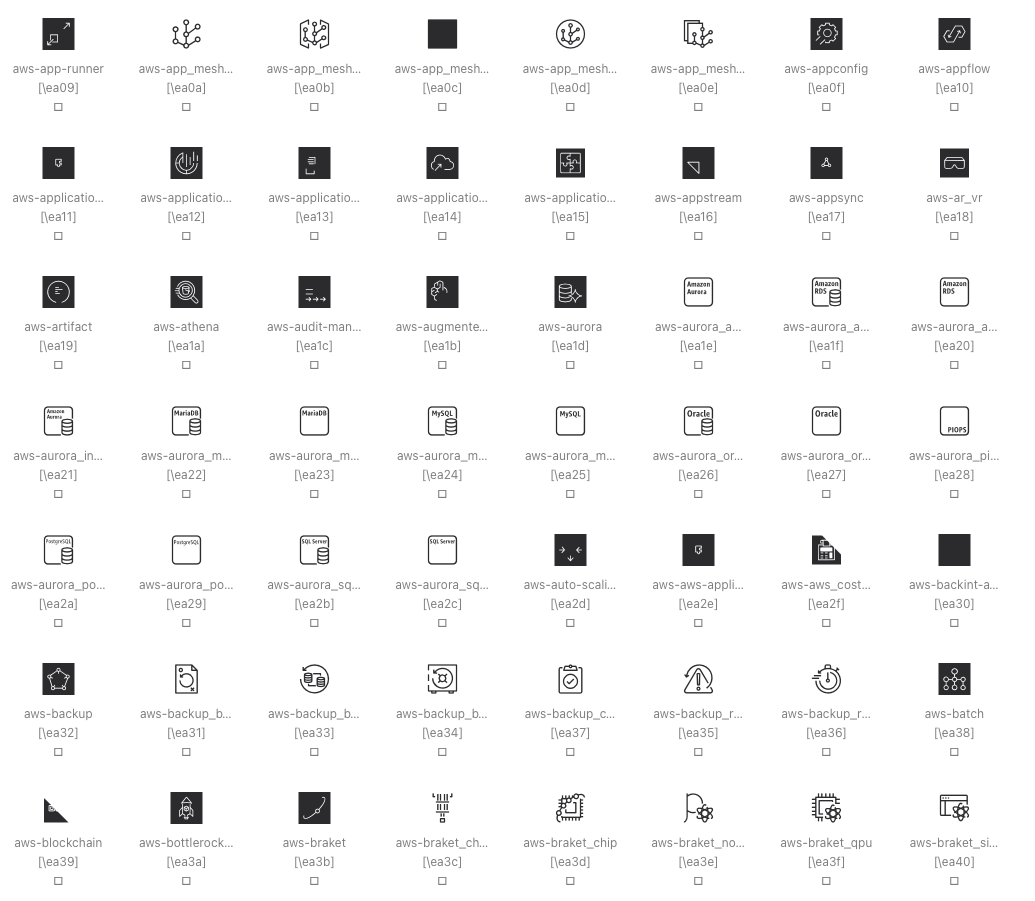 aws-app-runner aws-app_mesh... aws-app_mesh... aws-app_mesh... aws-app_mesh... aws-app_mesh... aws-appconfig aws-appflow
[\ea09] [\ea0a] [\ea0b] [\ea0c] [\ea0d] [\ea0e] [\ea0f] [\ea10]
aws-applicatio... aws-applicatio... aws-applicatio... aws-applicatio... aws-applicatio... aws-appstream aws-appsync aws-ar_vr
[\ea11] [\ea12] [\ea13] [\ea14] [\ea15] [\ea16] [\ea17] [\ea18]
Amazon Amazon Amazon
Aurora RDS RDS
aws-artifact aws-athena aws-audit-man... aws-augmente... aws-aurora aws-aurora_a... aws-aurora_a... aws-aurora_a...
[\ea19] [\ea1a] [\ea1c] [\ea1b] [\ea1d] [\ea1e] [\ea1f] [\ea20]
Amazon
Aurora MariaDB MariaDB MySQL MySQL Oracle Oracle PIOPS
aws-aurora_in... aws-aurora_m... aws-aurora_m... aws-aurora_m... aws-aurora_m... aws-aurora_or... aws-aurora_or... aws-aurora_pi...
[\ea21] [\ea22] [\ea23] [\ea24] [\ea25] [\ea26] [\ea27] [\ea28]
PostgreSQL PostgreSQL SQL Server SQL Server
aws-aurora_po... aws-aurora_po... aws-aurora_sq... aws-aurora_sq... aws-auto-scali... aws-aws-appli... aws-aws_cost... aws-backint-a...
[\ea2a] [\ea29] [\ea2b] [\ea2c] [\ea2d] [\ea2e] [\ea2f] [\ea30]
aws-backup aws-backup_b... aws-backup_b... aws-backup_b... aws-backup_c... aws-backup_r... aws-backup_r... aws-batch
[\ea32] [\ea31] [\ea33] [\ea34] [\ea37] [\ea35] [\ea36] [\ea38]
aws-blockchain aws-bottlerock... aws-braket aws-braket_ch... aws-braket_chip aws-braket_no... aws-braket_qpu aws-braket_si...
[\ea39] [\ea3a] [\ea3b] [\ea3c] [\ea3d] [\ea3e] [\ea3f] [\ea40]